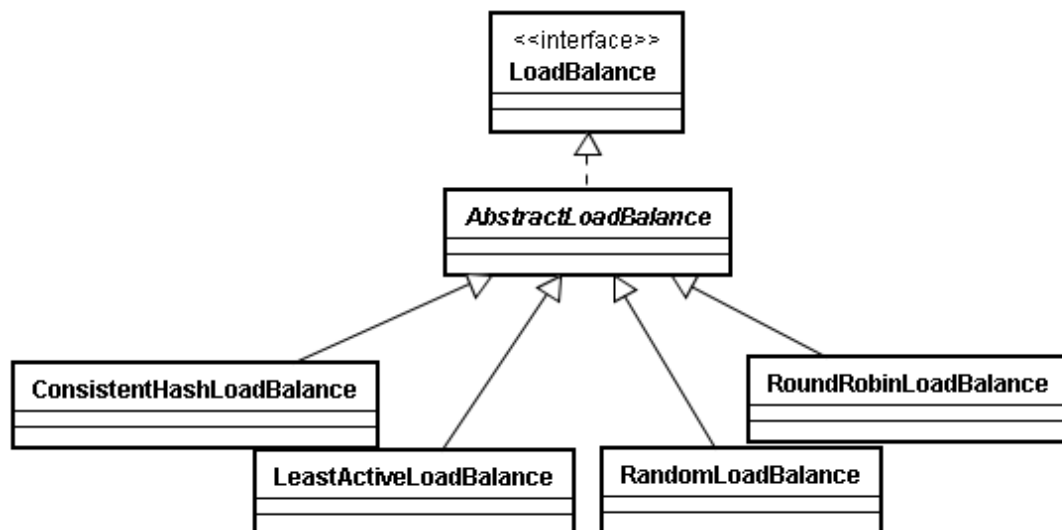 <<interface>>
LoadBalance
AbstractLoadBalance
ConsistentHashLoadBalance
RoundRobinLoadBalance
LeastActiveLoadBalance
RandomLoadBalance